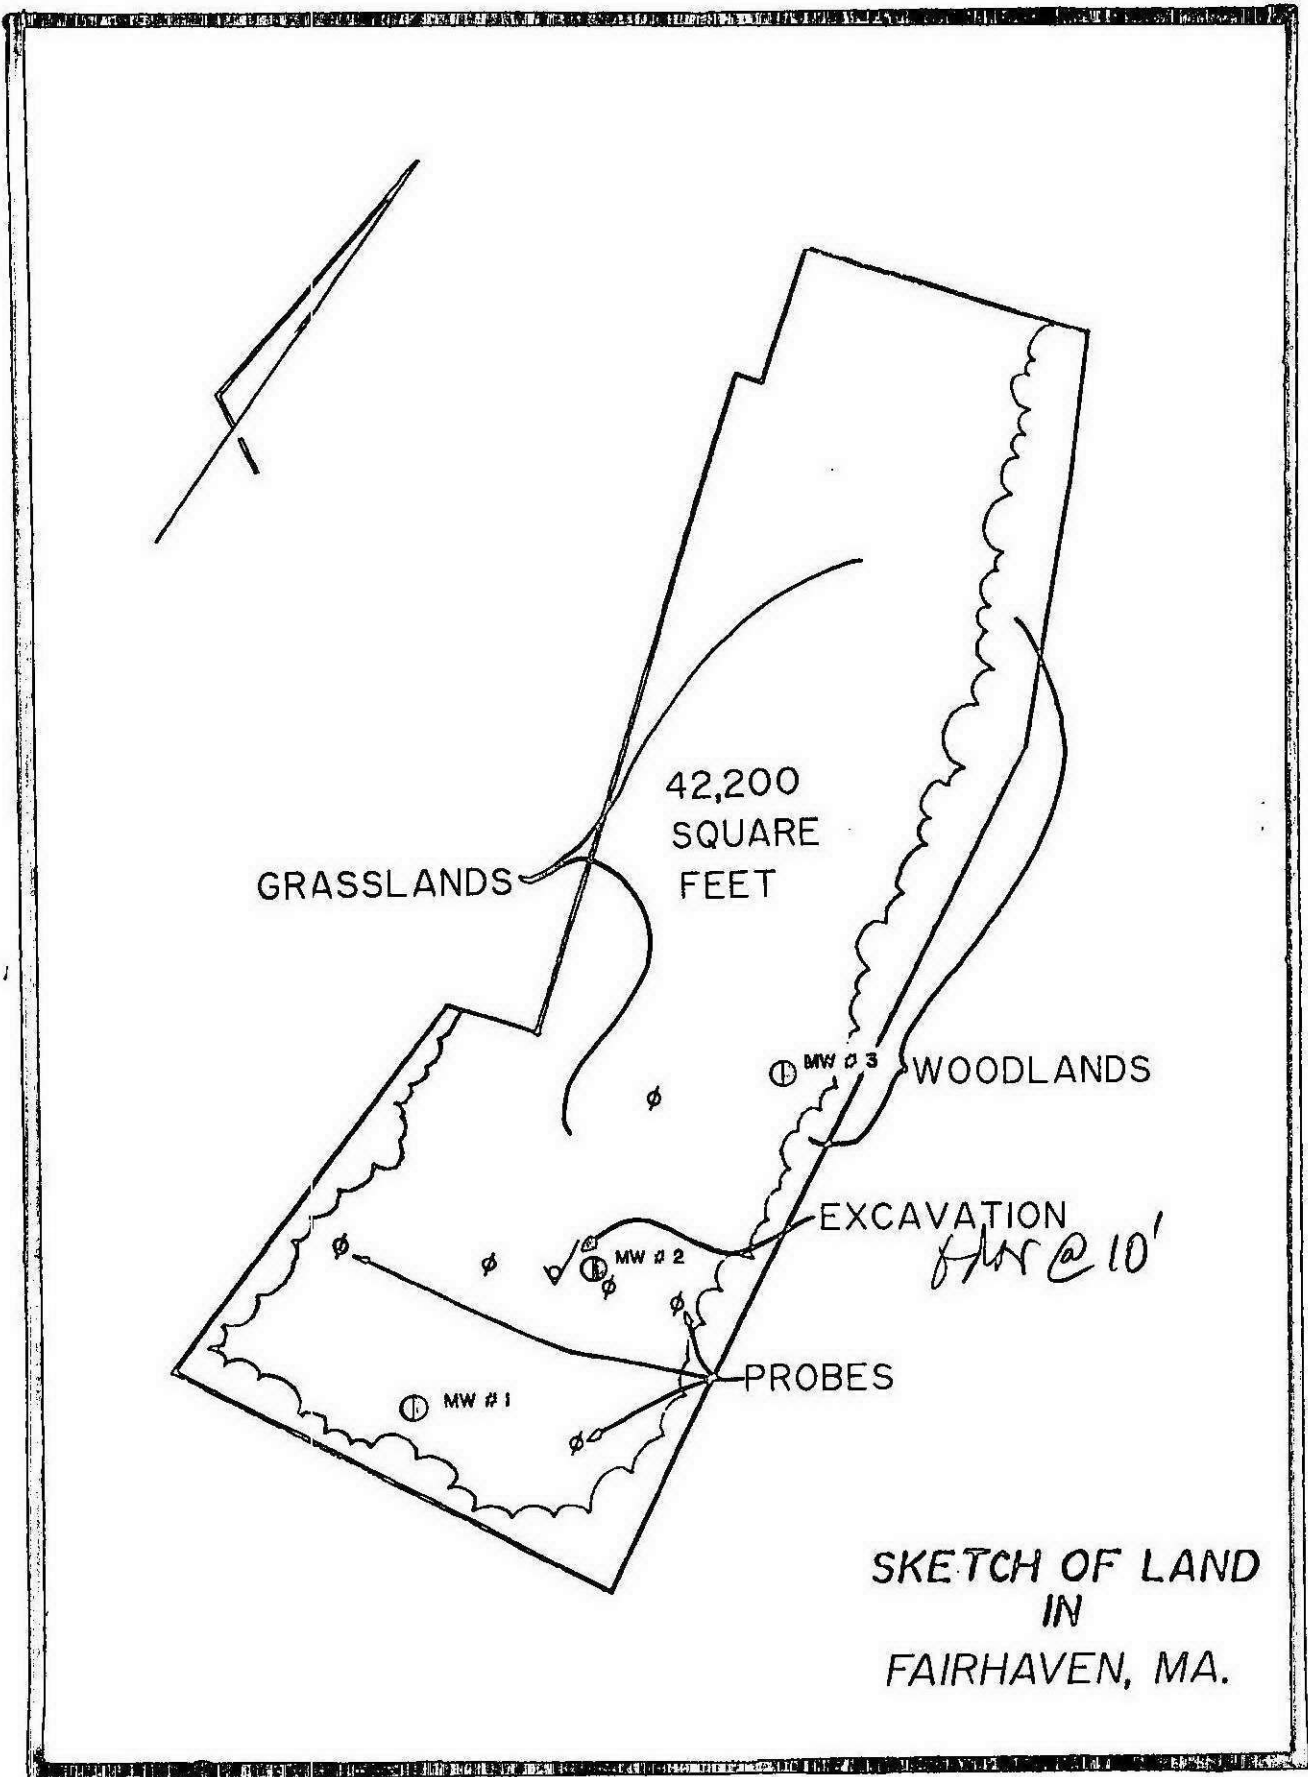 42,200
SQUARE
FEET
GRASSLANDS
MW # 3
WOODLANDS
EXCAVATION
@ 10'
MW # 2
PROBES
MW # 1
SKETCH OF LAND
IN
FAIRHAVEN, MA.